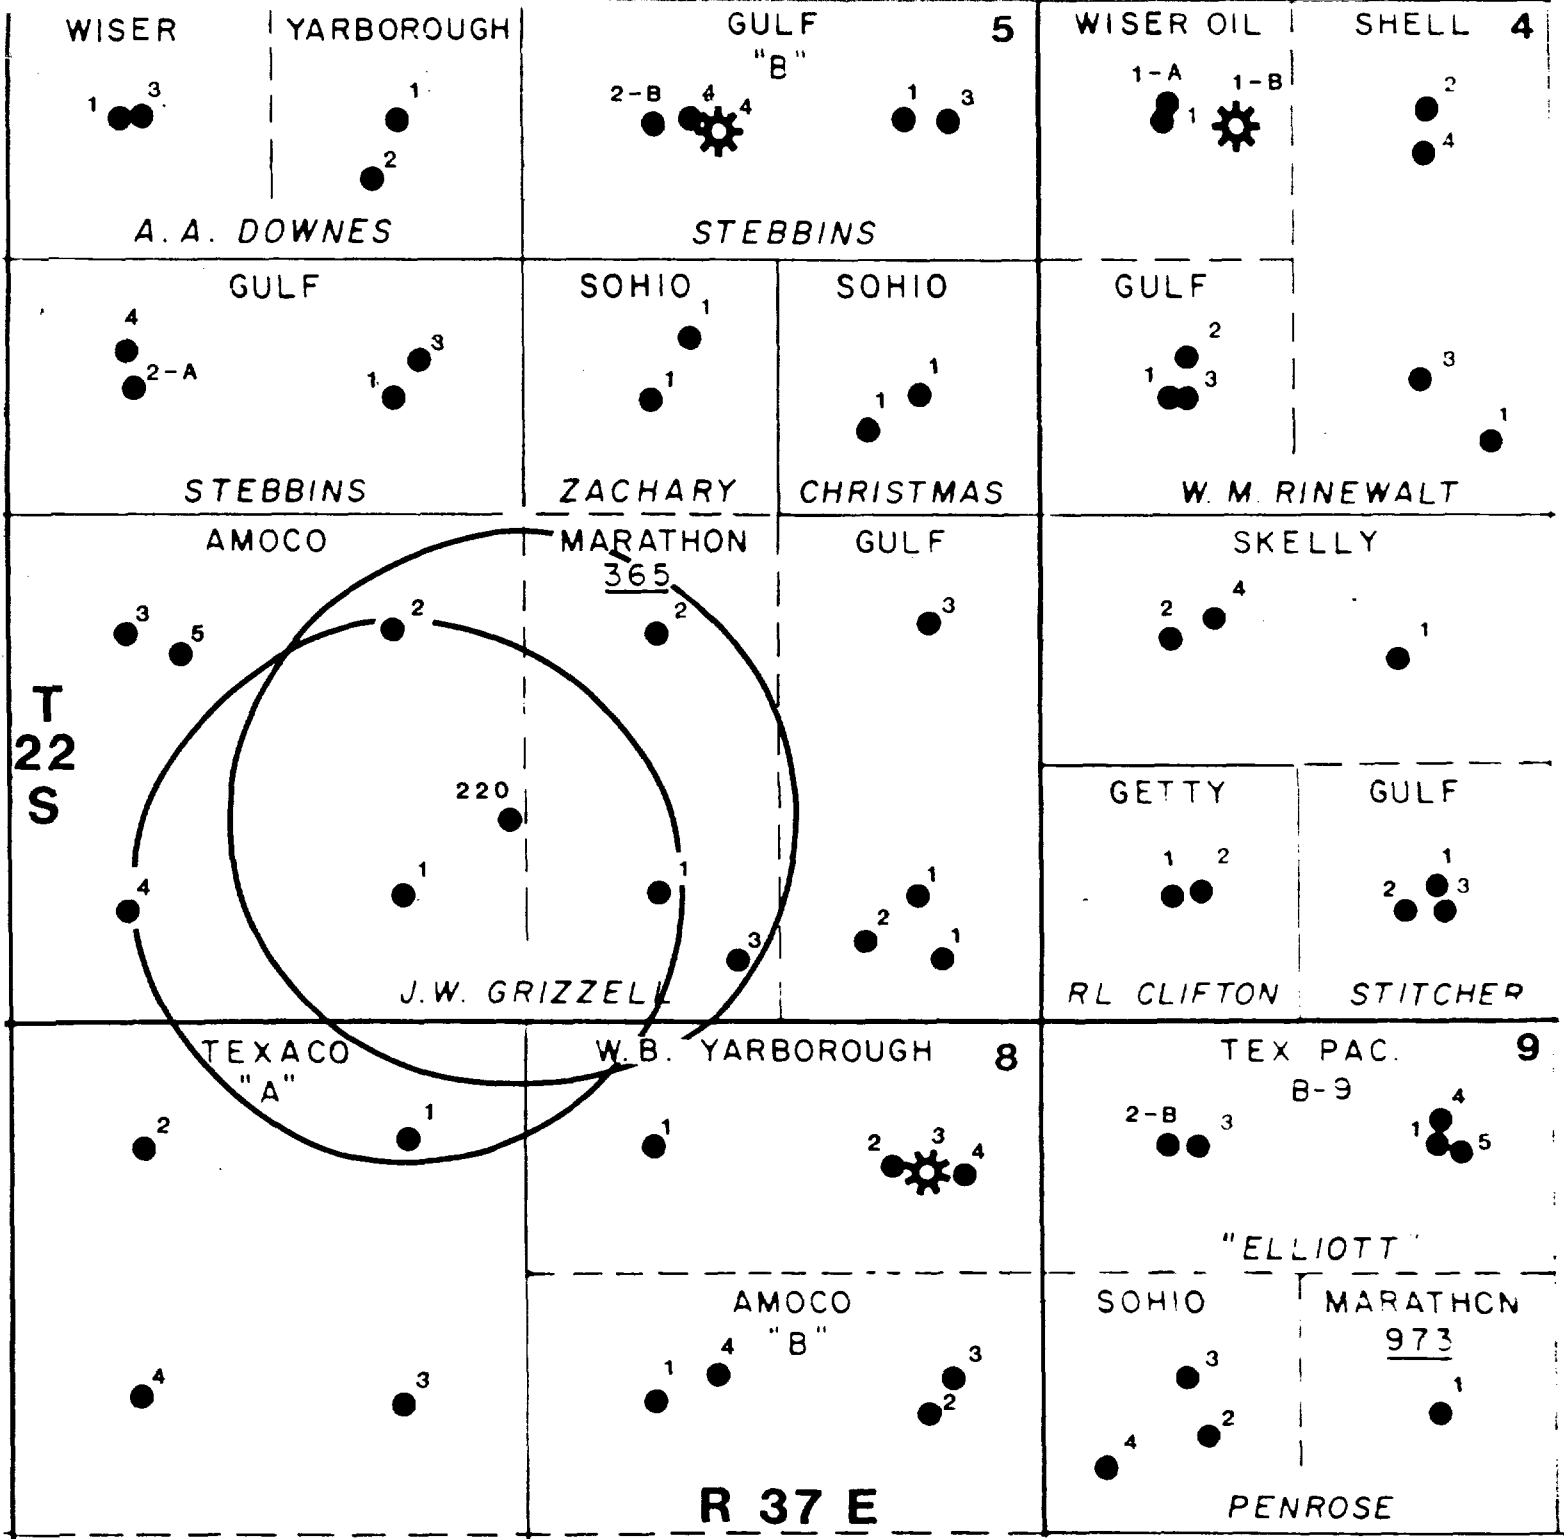 WISER
YARBOROUGH
GULF
"B"
5
WISER OIL
SHELL
4
1 3
1
2
2-B 4 4
1 3
1-A
1
1-B
2
4
A. A. DOWNES
STEBBINS
GULF
SOHIO
SOHIO
GULF
4
2-A
3
1
1
1
1
1
2
1 3
3
1
STEBBINS
ZACHARY
CHRISTMAS
W. M. RINEWALT
AMOCO
MARATHON
365
GULF
SKELLY
3
5
2
2
3
2 4
1
T
22
S
220
GETTY
GULF
4
1
1
3
1
2
1
1 2
1
2 3
J.W. GRIZZELL
RL CLIFTON
STITCHER
TEXACO
"A"
W.B. YARBOROUGH
8
TEX PAC.
B-9
9
2
1
1
2 3 4
2-B 3
4
1 5
"ELLIOTT"
AMOCO
"B"
SOHIO
MARATHON
973
4
3
1 4
3
2
3
2
4
1
R 37 E
PENROSE